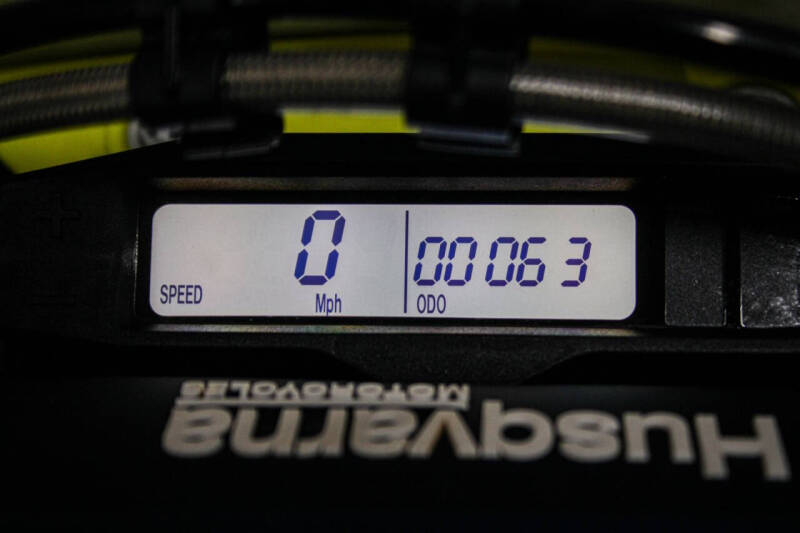 0 00063
SPEED Mph ODO
MOTORCYCLES
Husqvarna